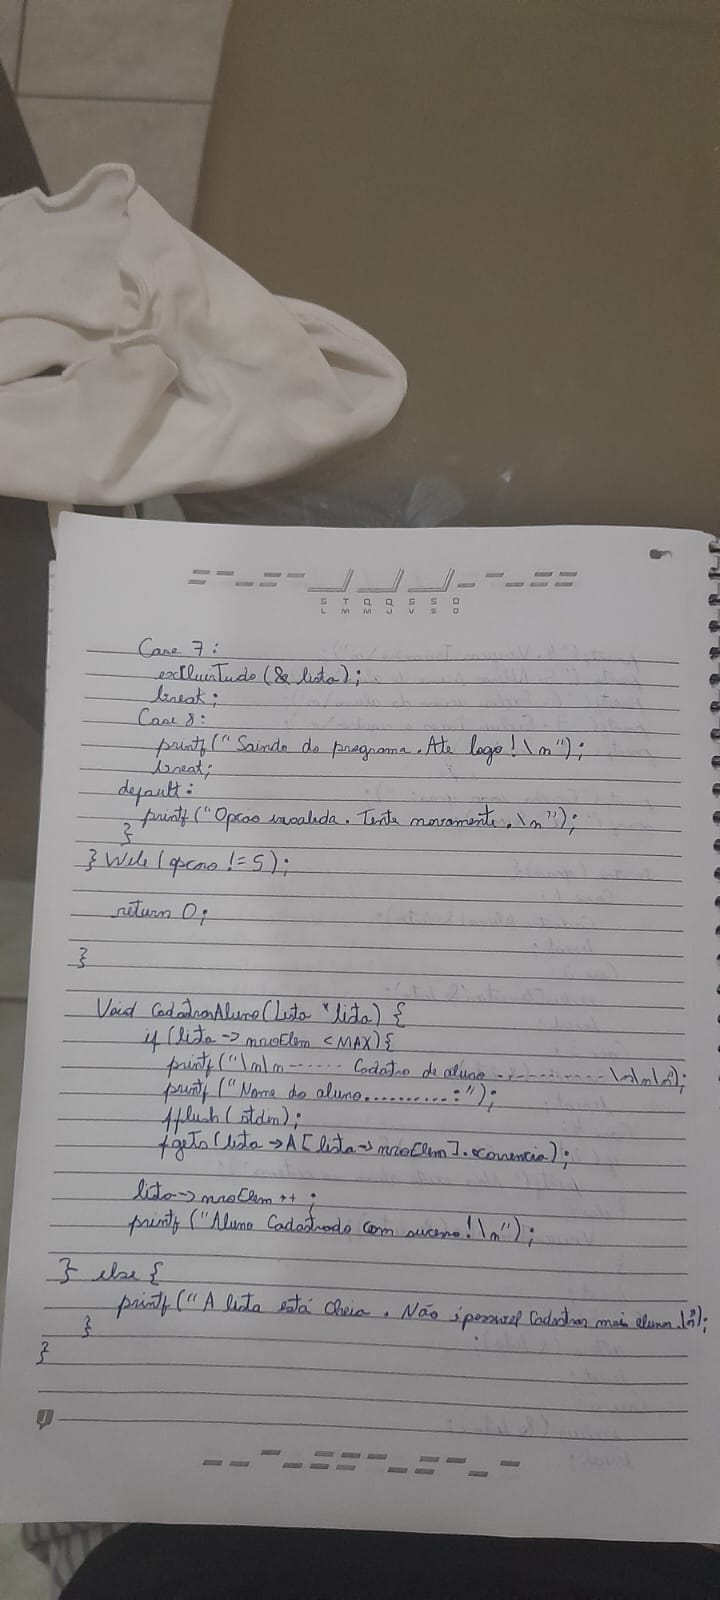 S T Q Q S S D
L M M J V S D
Case 7:
excluirTudo (& lista);
break;
Case 8:
printf(" Saindo do programa. Ate logo! \n");
break;
default:
printf("Opcao invalida. Tente novamente. \n");
}
} While (opcao != 5);
return 0;
}
Void CadastrarAluno (Lista *lista) {
if (lista -> nroElem < MAX) {
printf("\n\n ------ Cadatro de aluno ----------- \n\n\n");
printf ("Nome do aluno..........:");
fflush (stdin);
fgets (lista -> A [lista -> nroElem].
lista -> nroElem ++ ;
printf ("Aluno Cadastrado com sucesso! \n");
} else {
printf (" A lista está cheia . Não é possivel Cadastrar mais alunos.\n");
}
}